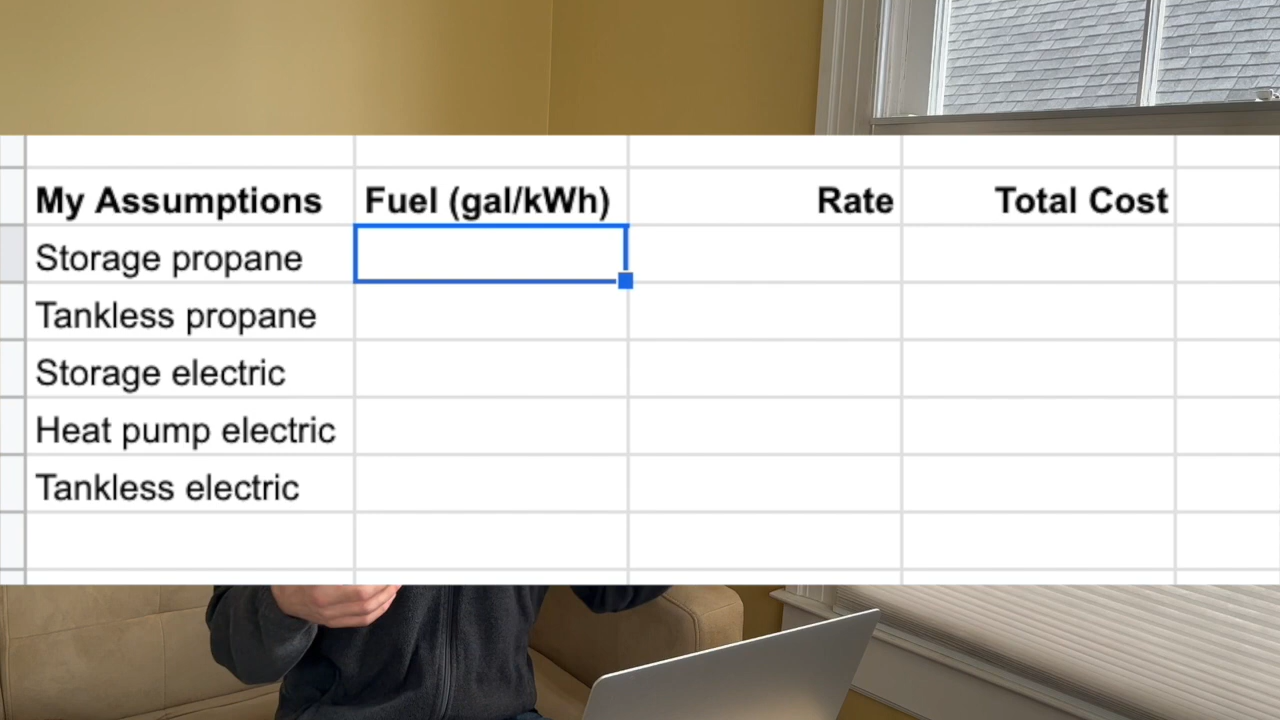 My Assumptions Fuel (gal/kWh) Rate Total Cost
Storage propane
Tankless propane
Storage electric
Heat pump electric
Tankless electric